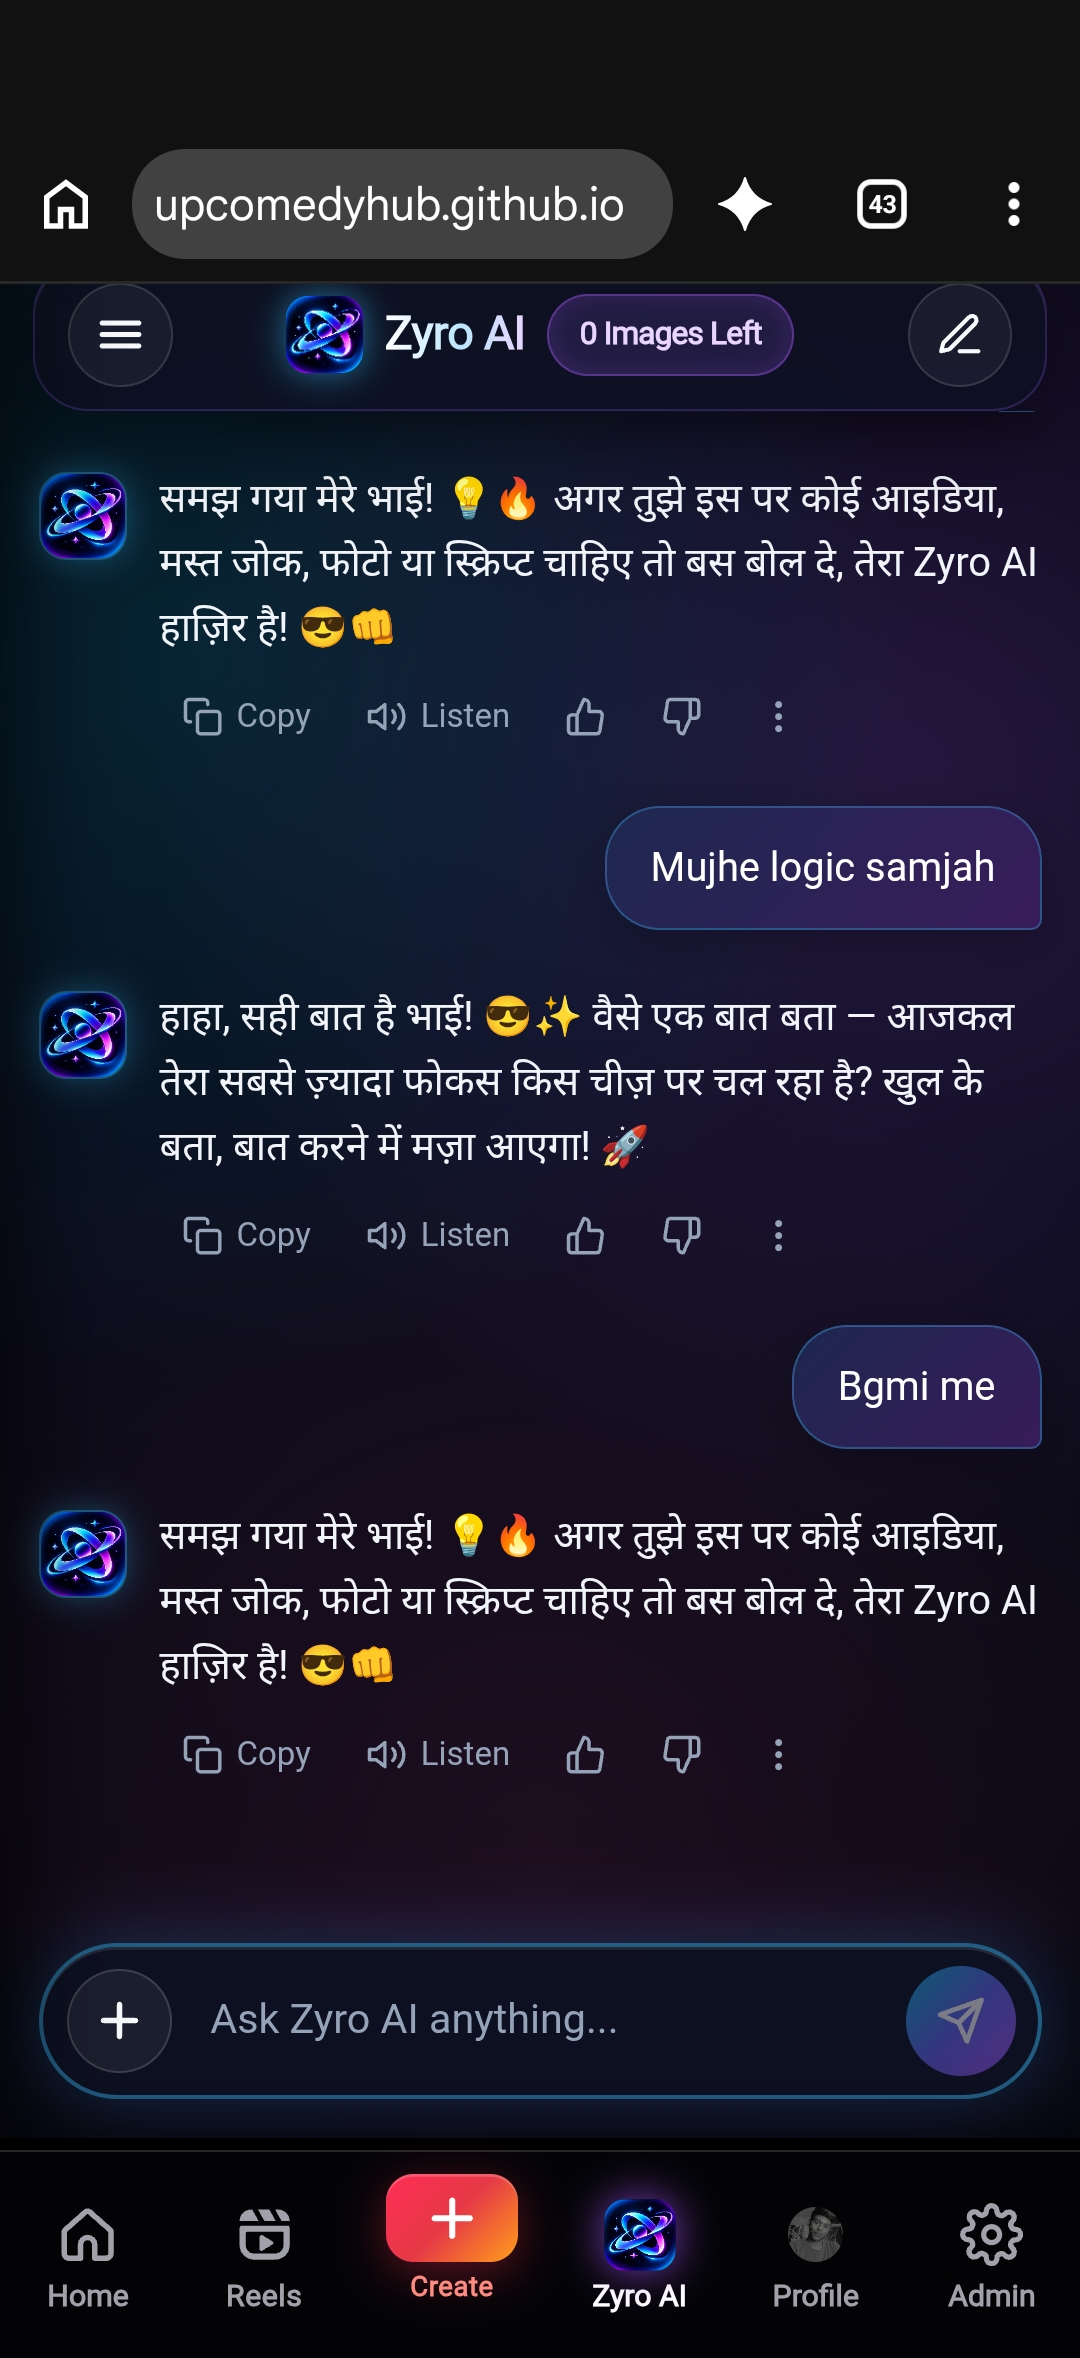 upcomedyhub.github.io
43
Zyro AI
0 Images Left
समझ गया मेरे भाई! 💡🔥 अगर तुझे इस पर कोई आइडिया,
मस्त जोक, फोटो या स्क्रिप्ट चाहिए तो बस बोल दे, तेरा Zyro AI
हाज़िर है! 😎👊
Copy Listen
Mujhe logic samjah
हाहा, सही बात है भाई! 😎✨ वैसे एक बात बता — आजकल
तेरा सबसे ज़्यादा फोकस किस चीज़ पर चल रहा है? खुल के
बता, बात करने में मज़ा आएगा! 🚀
Copy Listen
Bgmi me
समझ गया मेरे भाई! 💡🔥 अगर तुझे इस पर कोई आइडिया,
मस्त जोक, फोटो या स्क्रिप्ट चाहिए तो बस बोल दे, तेरा Zyro AI
हाज़िर है! 😎👊
Copy Listen
Ask Zyro AI anything...
Home Reels Create Zyro AI Profile Admin